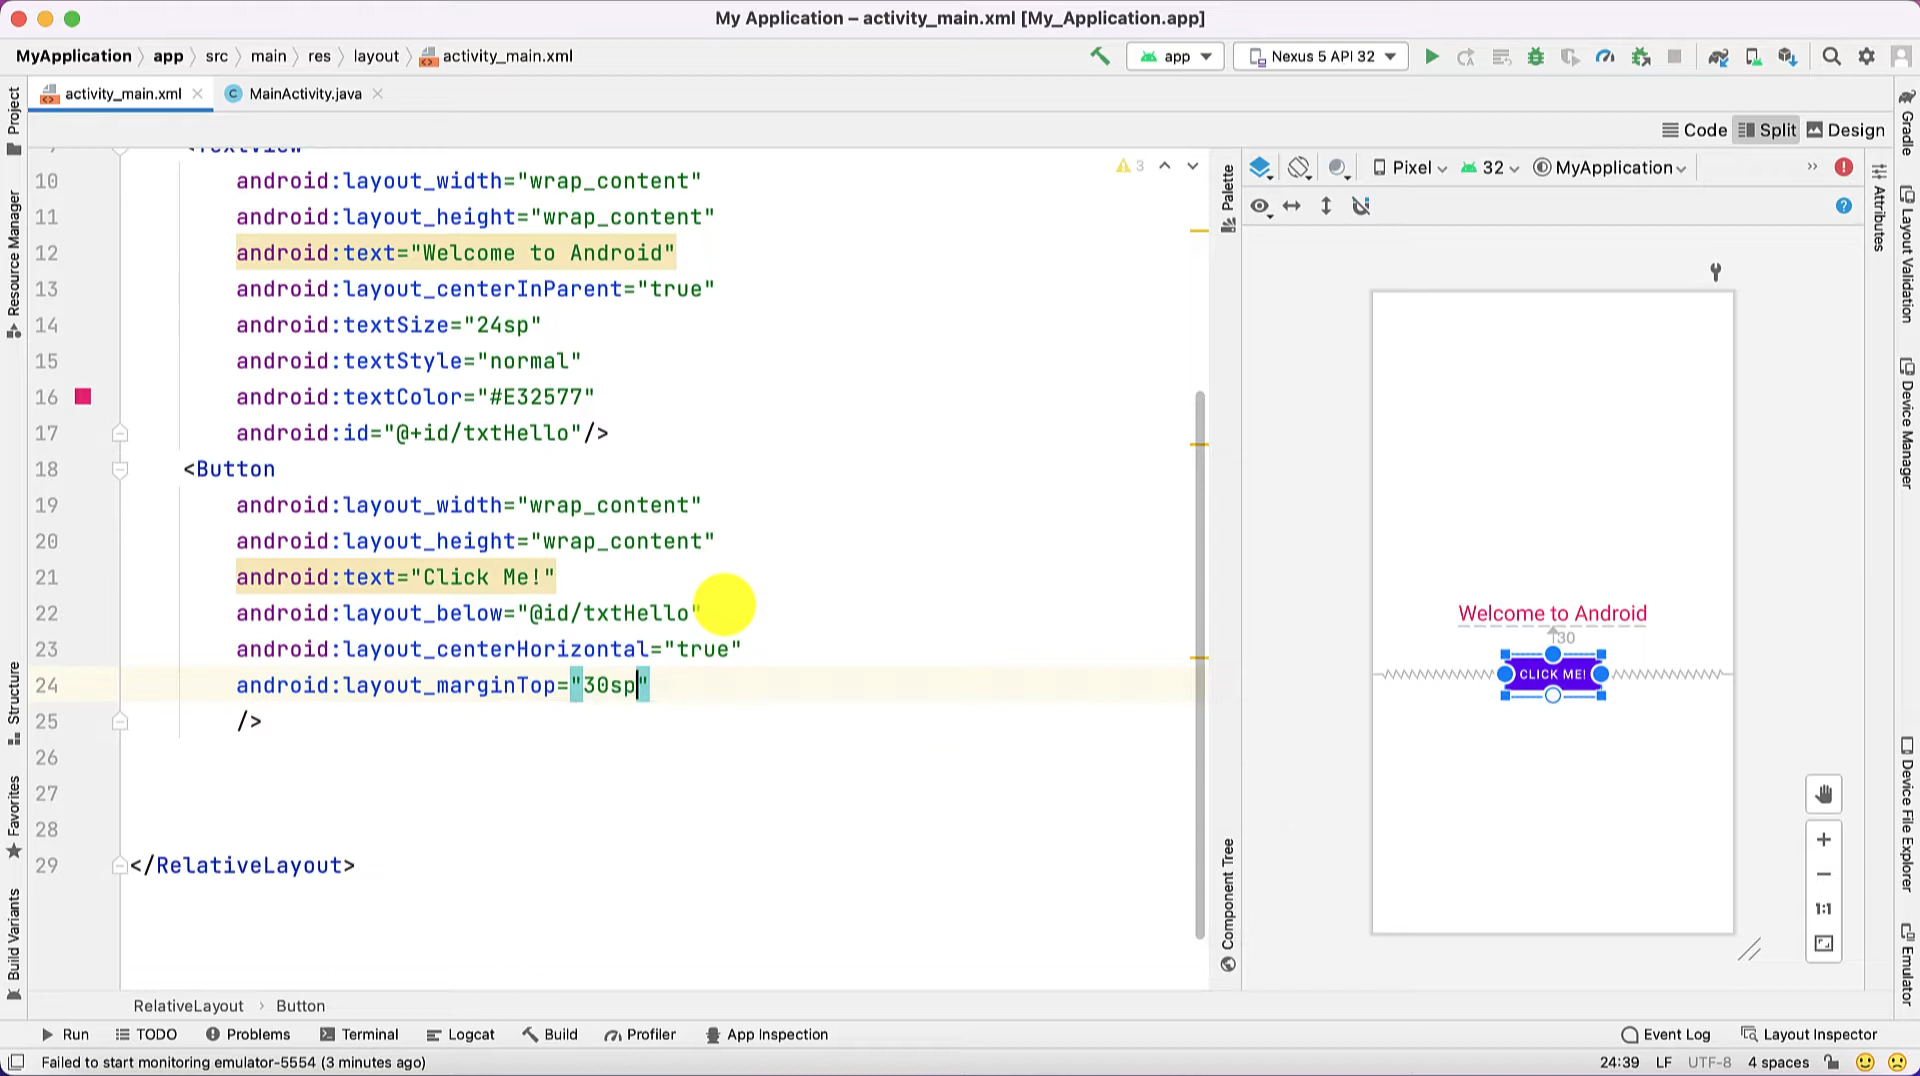 My Application – activity_main.xml [My_Application.app]
MyApplication app src main res layout activity_main.xml
app
Nexus 5 API 32
activity_main.xml
MainActivity.java
Code Split Design
Project
Resource Manager
Structure
Favorites
Build Variants
10 android:layout_width="wrap_content"
11 android:layout_height="wrap_content"
12 android:text="Welcome to Android"
13 android:layout_centerInParent="true"
14 android:textSize="24sp"
15 android:textStyle="normal"
16 android:textColor="#E32577"
17 android:id="@+id/txtHello"/>
18 <Button
19 android:layout_width="wrap_content"
20 android:layout_height="wrap_content"
21 android:text="Click Me!"
22 android:layout_below="@id/txtHello"
23 android:layout_centerHorizontal="true"
24 android:layout_marginTop="30sp"
25 />
26
27
28
29 </RelativeLayout>
3
Palette
Component Tree
Pixel
32
MyApplication
Welcome to Android
30
CLICK ME!
1:1
Gradle
Attributes
Layout Validation
Device Manager
Device File Explorer
Emulator
RelativeLayout › Button
Run TODO Problems Terminal Logcat Build Profiler App Inspection
Event Log Layout Inspector
Failed to start monitoring emulator-5554 (3 minutes ago)
24:39 LF UTF-8 4 spaces